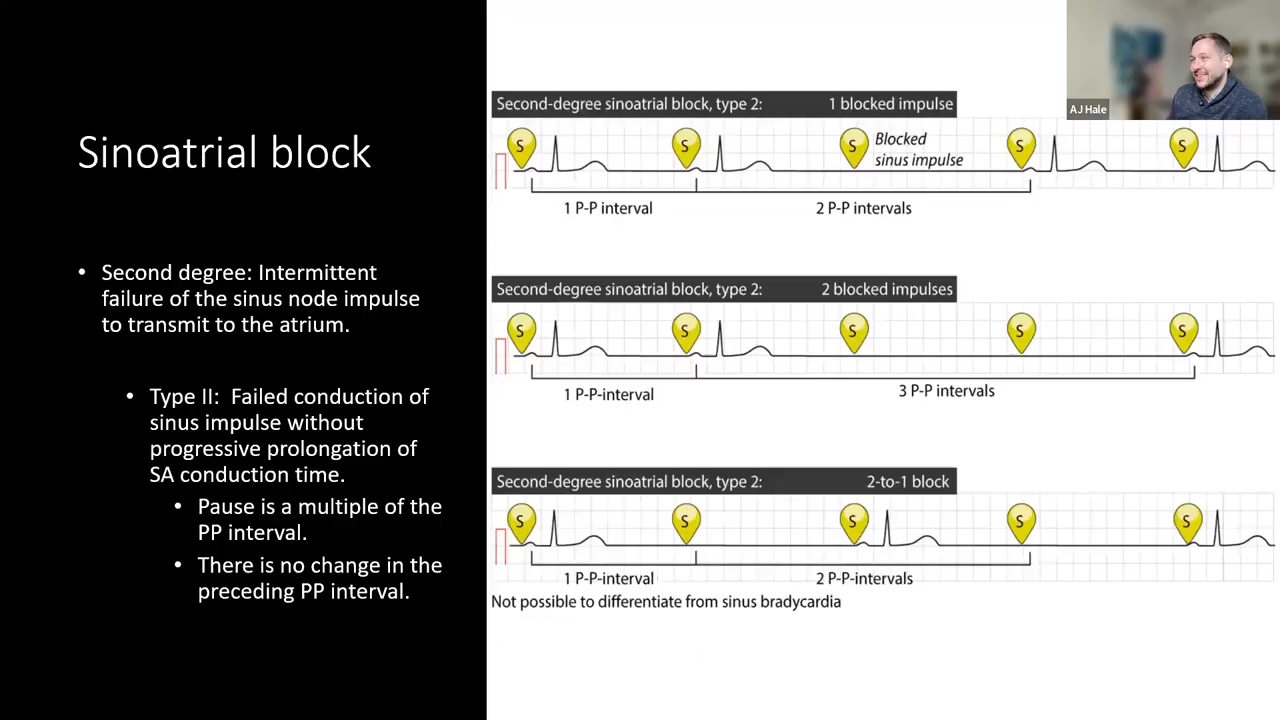 Sinoatrial block
• Second degree: Intermittent
failure of the sinus node impulse
to transmit to the atrium.
• Type II: Failed conduction of
sinus impulse without
progressive prolongation of
SA conduction time.
• Pause is a multiple of the
PP interval.
• There is no change in the
preceding PP interval.
AJ Hale
Second-degree sinoatrial block, type 2: 1 blocked impulse
S S S Blocked S S
sinus impulse
1 P-P interval 2 P-P intervals
Second-degree sinoatrial block, type 2: 2 blocked impulses
S S S S S
1 P-P-interval 3 P-P intervals
Second-degree sinoatrial block, type 2: 2-to-1 block
S S S S S
1 P-P-interval 2 P-P-intervals
Not possible to differentiate from sinus bradycardia